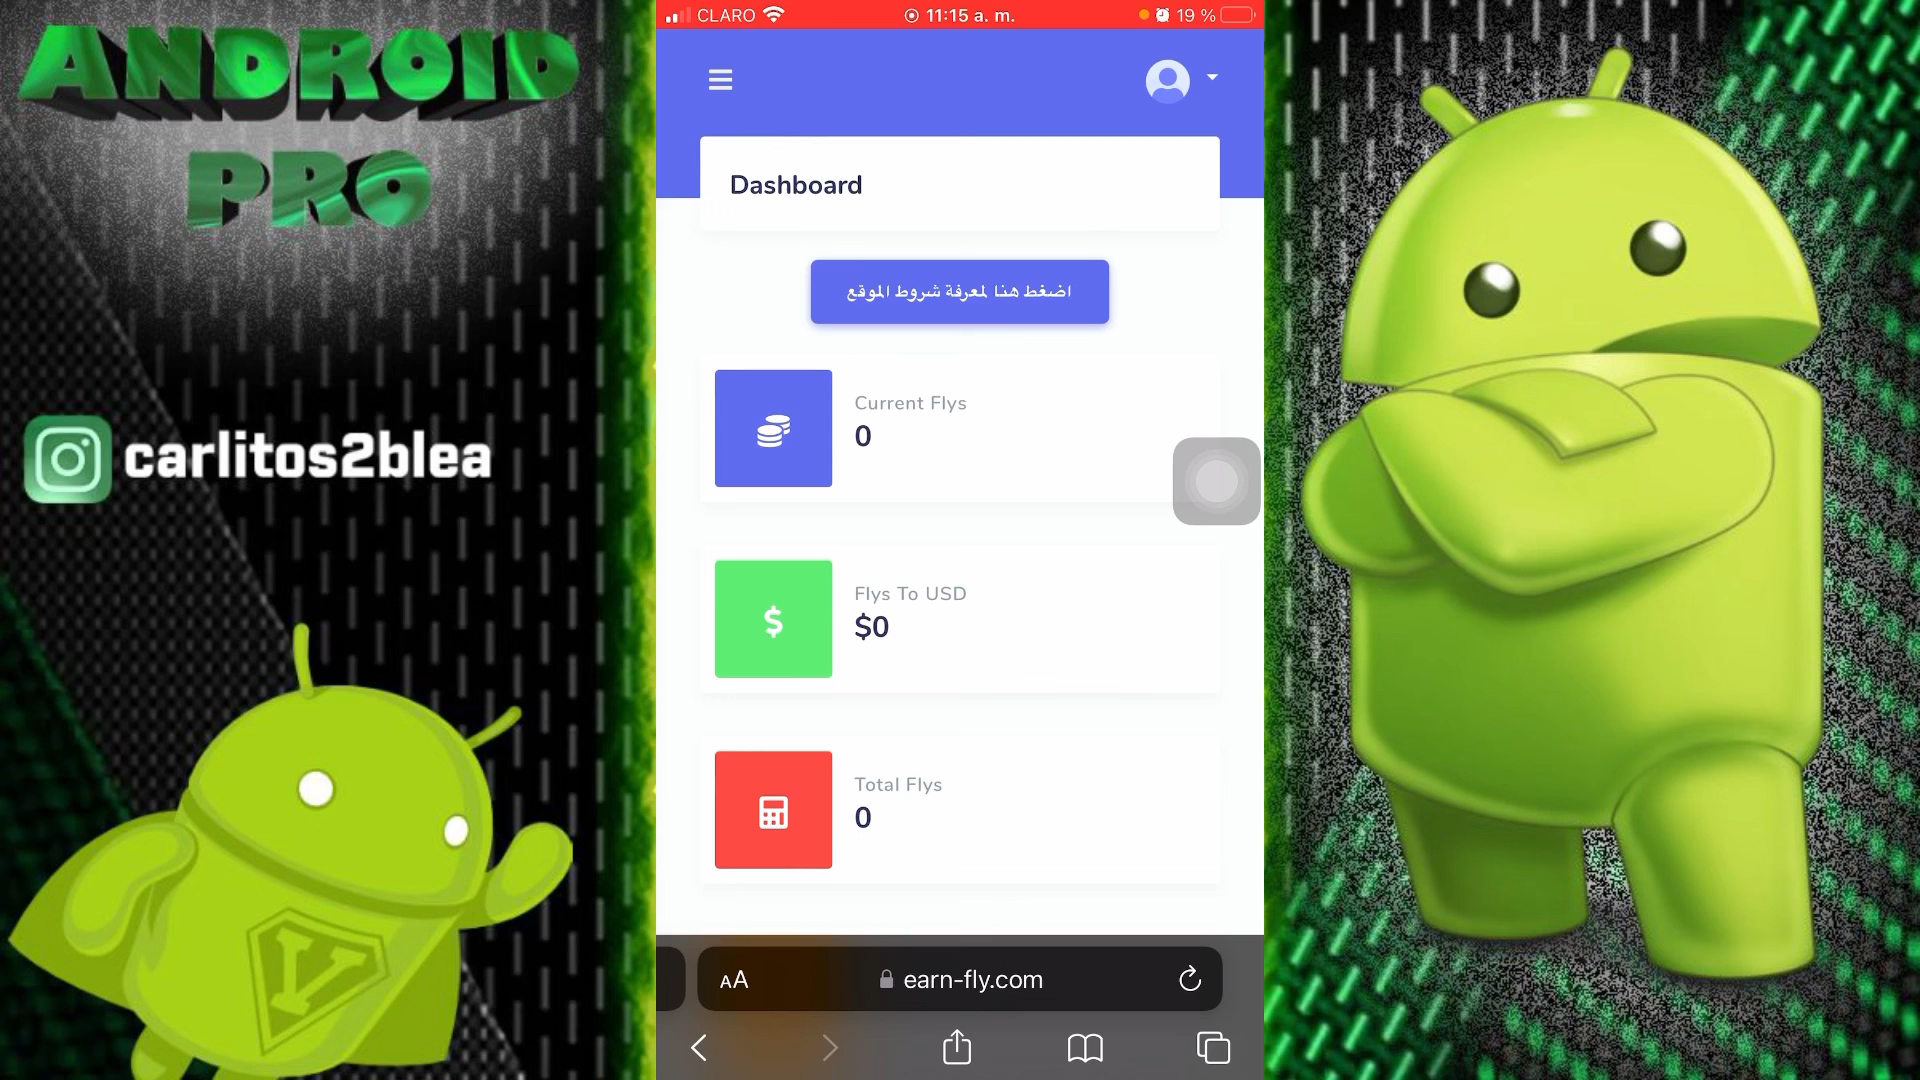 ANDROID
PRO
carlitos2blea
CLARO
11:15 a. m.
19 %
Dashboard
اضغط هنا لمعرفة شروط الموقع
Current Flys
0
Flys To USD
$0
Total Flys
0
AA
earn-fly.com
V